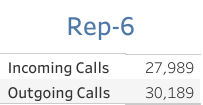 Rep-6
Incoming Calls 27,989
Outgoing Calls 30,189